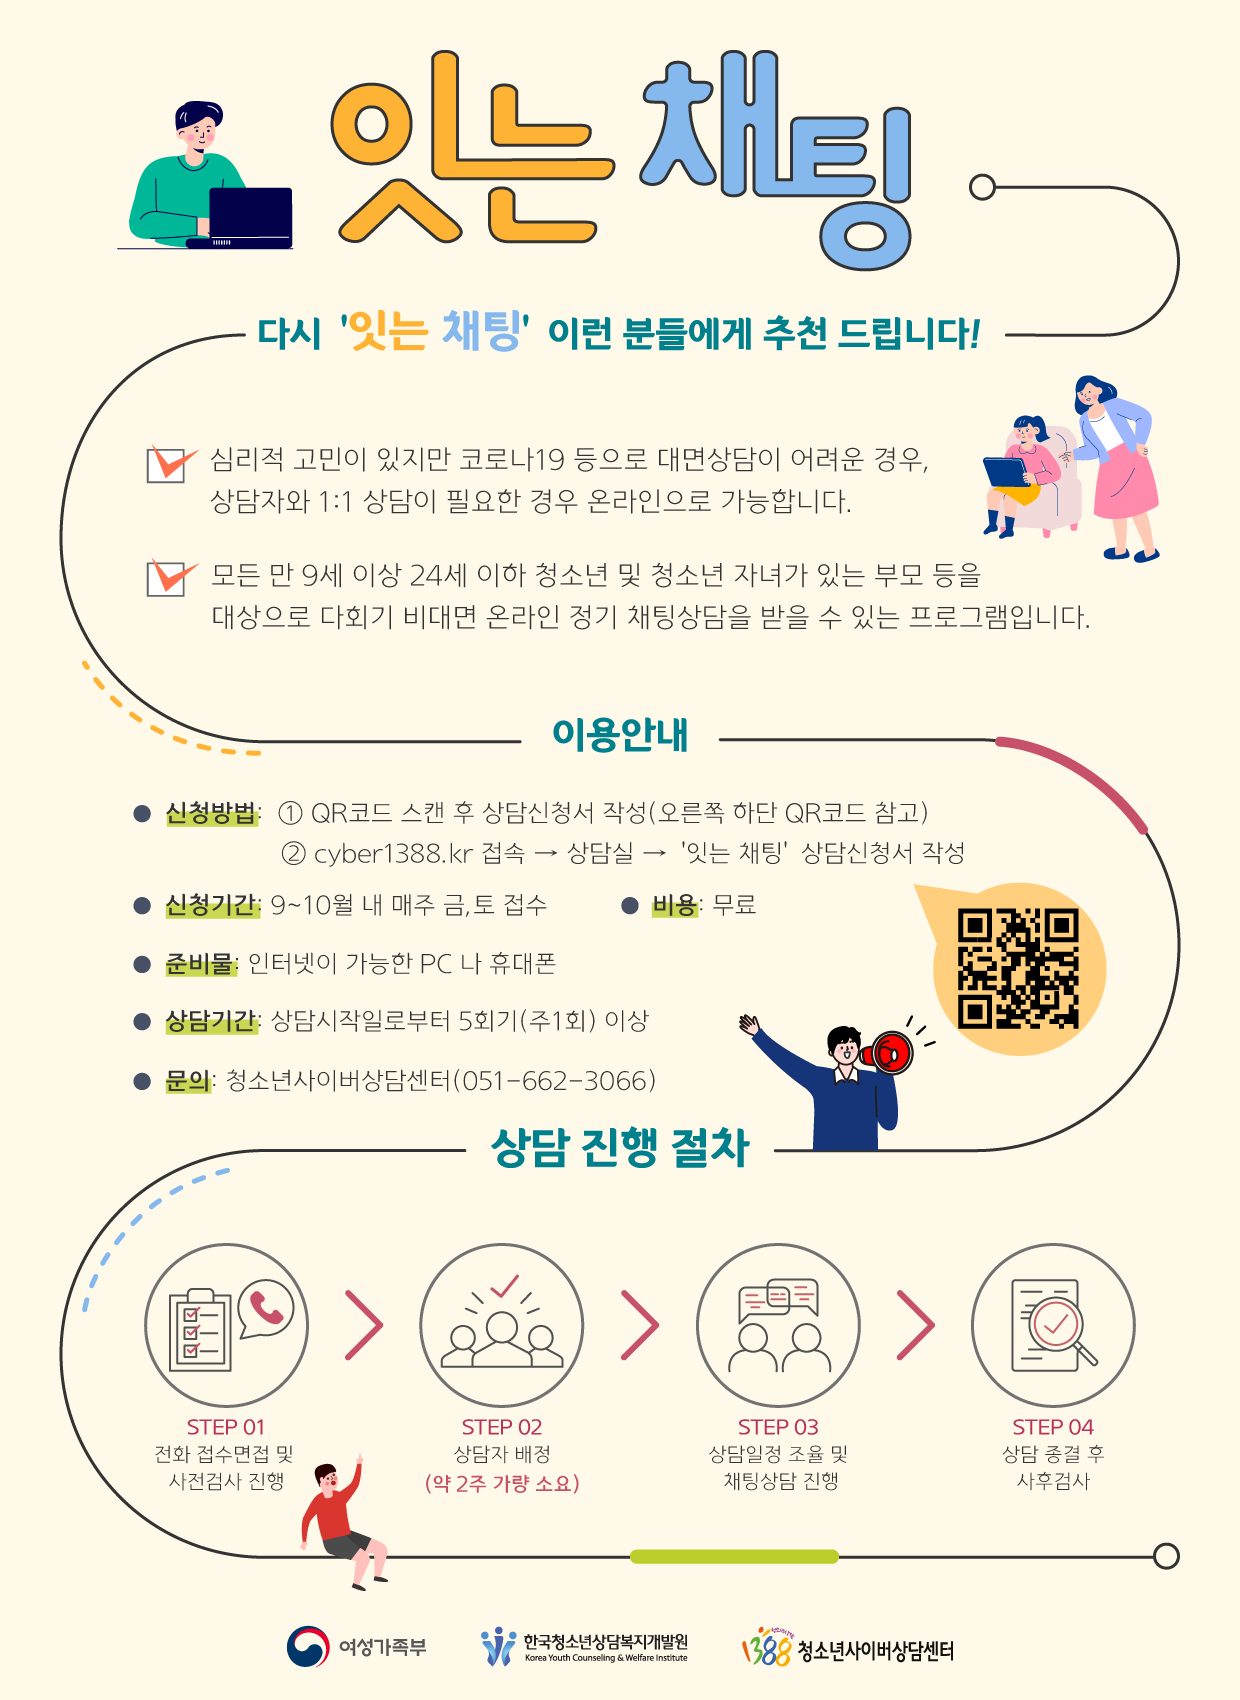 잇는 채팅
다시 '잇는 채팅' 이런 분들에게 추천 드립니다!
심리적 고민이 있지만 코로나19 등으로 대면상담이 어려운 경우,
상담자와 1:1 상담이 필요한 경우 온라인으로 가능합니다.
모든 만 9세 이상 24세 이하 청소년 및 청소년 자녀가 있는 부모 등을
대상으로 다회기 비대면 온라인 정기 채팅상담을 받을 수 있는 프로그램입니다.
이용안내
● 신청방법: ① QR코드 스캔 후 상담신청서 작성(오른쪽 하단 QR코드 참고)
② cyber1388.kr 접속 → 상담실 → '잇는 채팅' 상담신청서 작성
● 신청기간: 9~10월 내 매주 금,토 접수 ● 비용: 무료
● 준비물: 인터넷이 가능한 PC 나 휴대폰
● 상담기간: 상담시작일로부터 5회기(주1회) 이상
● 문의: 청소년사이버상담센터(051-662-3066)
상담 진행 절차
STEP 01
전화 접수면접 및
사전검사 진행
STEP 02
상담자 배정
(약 2주 가량 소요)
STEP 03
상담일정 조율 및
채팅상담 진행
STEP 04
상담 종결 후
사후검사
여성가족부
한국청소년상담복지개발원
Korea Youth Counseling & Welfare Institute
1388 청소년사이버상담센터